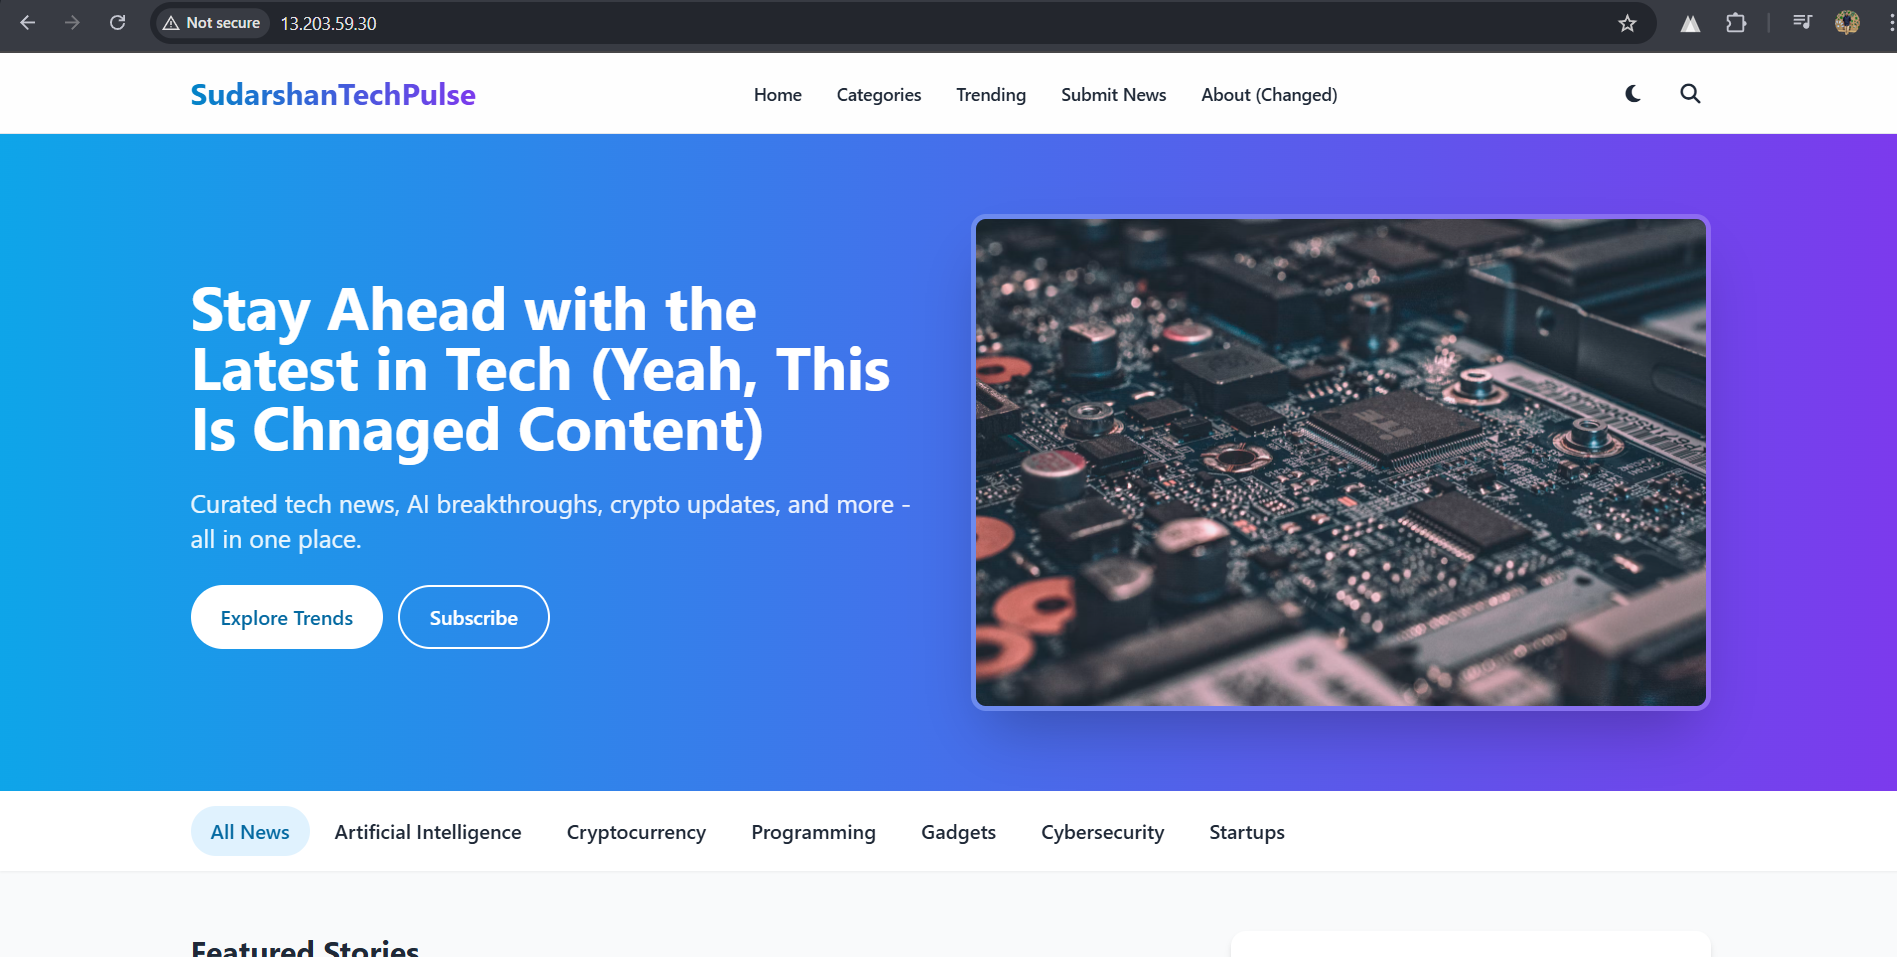 Not secure
13.203.59.30
SudarshanTechPulse
Home
Categories
Trending
Submit News
About (Changed)
Stay Ahead with the
Latest in Tech (Yeah, This
Is Chnaged Content)
Curated tech news, AI breakthroughs, crypto updates, and more -
all in one place.
Explore Trends
Subscribe
All News
Artificial Intelligence
Cryptocurrency
Programming
Gadgets
Cybersecurity
Startups
Featured Stories